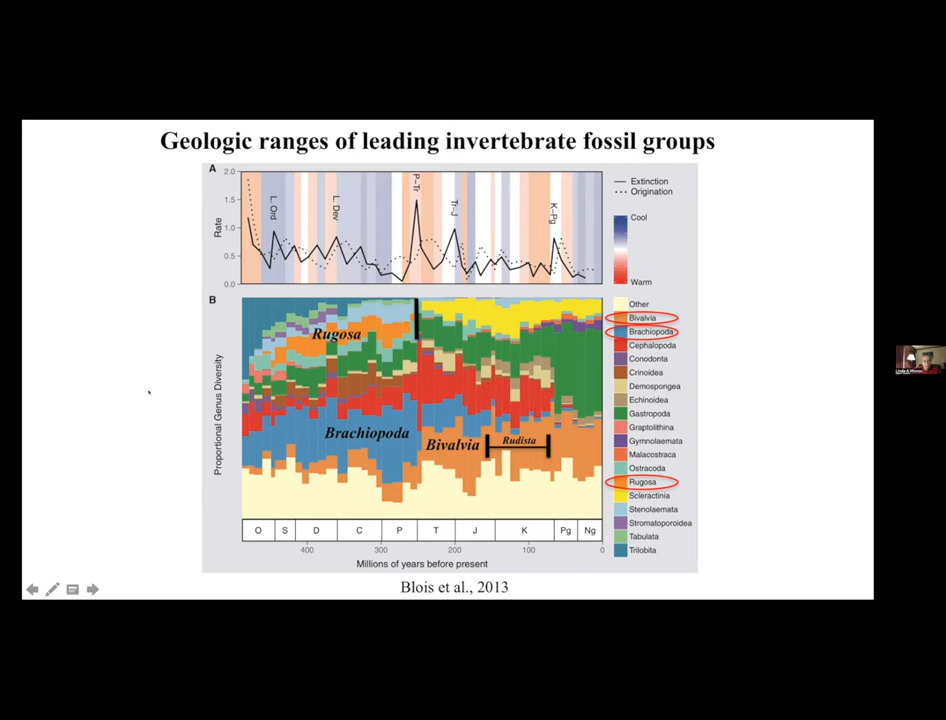 Geologic ranges of leading invertebrate fossil groups
A
2.0
1.5
1.0
0.5
0.0
Rate
L. Ord
L. Dev
P–Tr
Tr-J
K–Pg
Extinction
Origination
Cool
Warm
B
Proportional Genus Diversity
Rugosa
Brachiopoda
Bivalvia
Rudista
Other
Bivalvia
Brachiopoda
Cephalopoda
Conodonta
Crinoidea
Demospongea
Echinoidea
Gastropoda
Graptolithina
Gymnolaemata
Malacostraca
Ostracoda
Rugosa
Scleractinia
Stenolaemata
Stromatoporoidea
Tabulata
Trilobita
O S D C P T J K Pg Ng
400 300 200 100 0
Millions of years before present
Blois et al., 2013